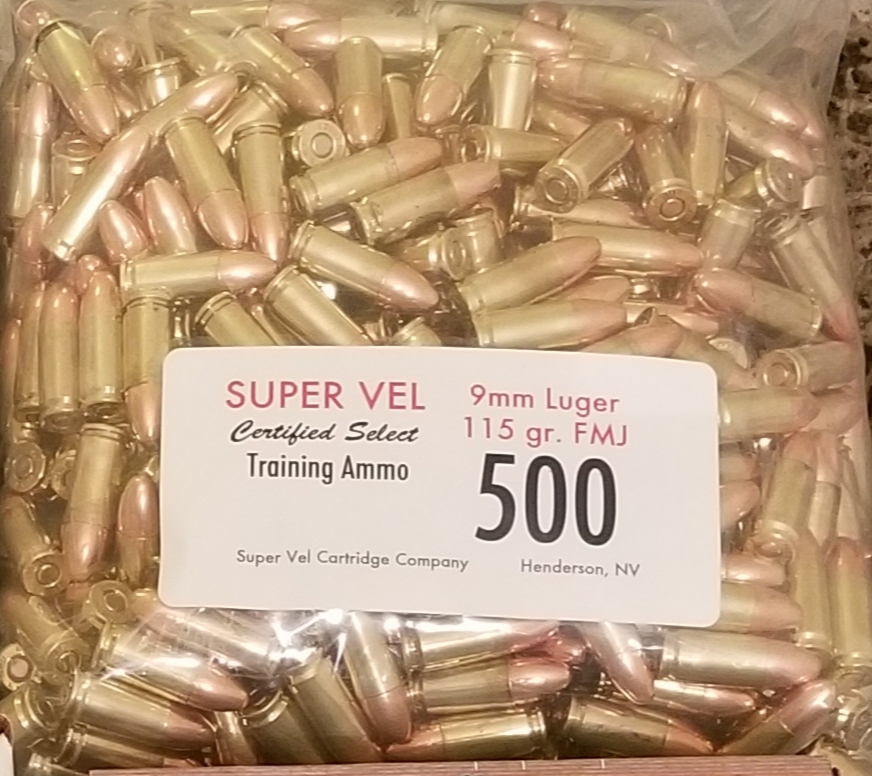 SUPER VEL
Certified Select
Training Ammo
9mm Luger
115 gr. FMJ
500
Super Vel Cartridge Company
Henderson, NV